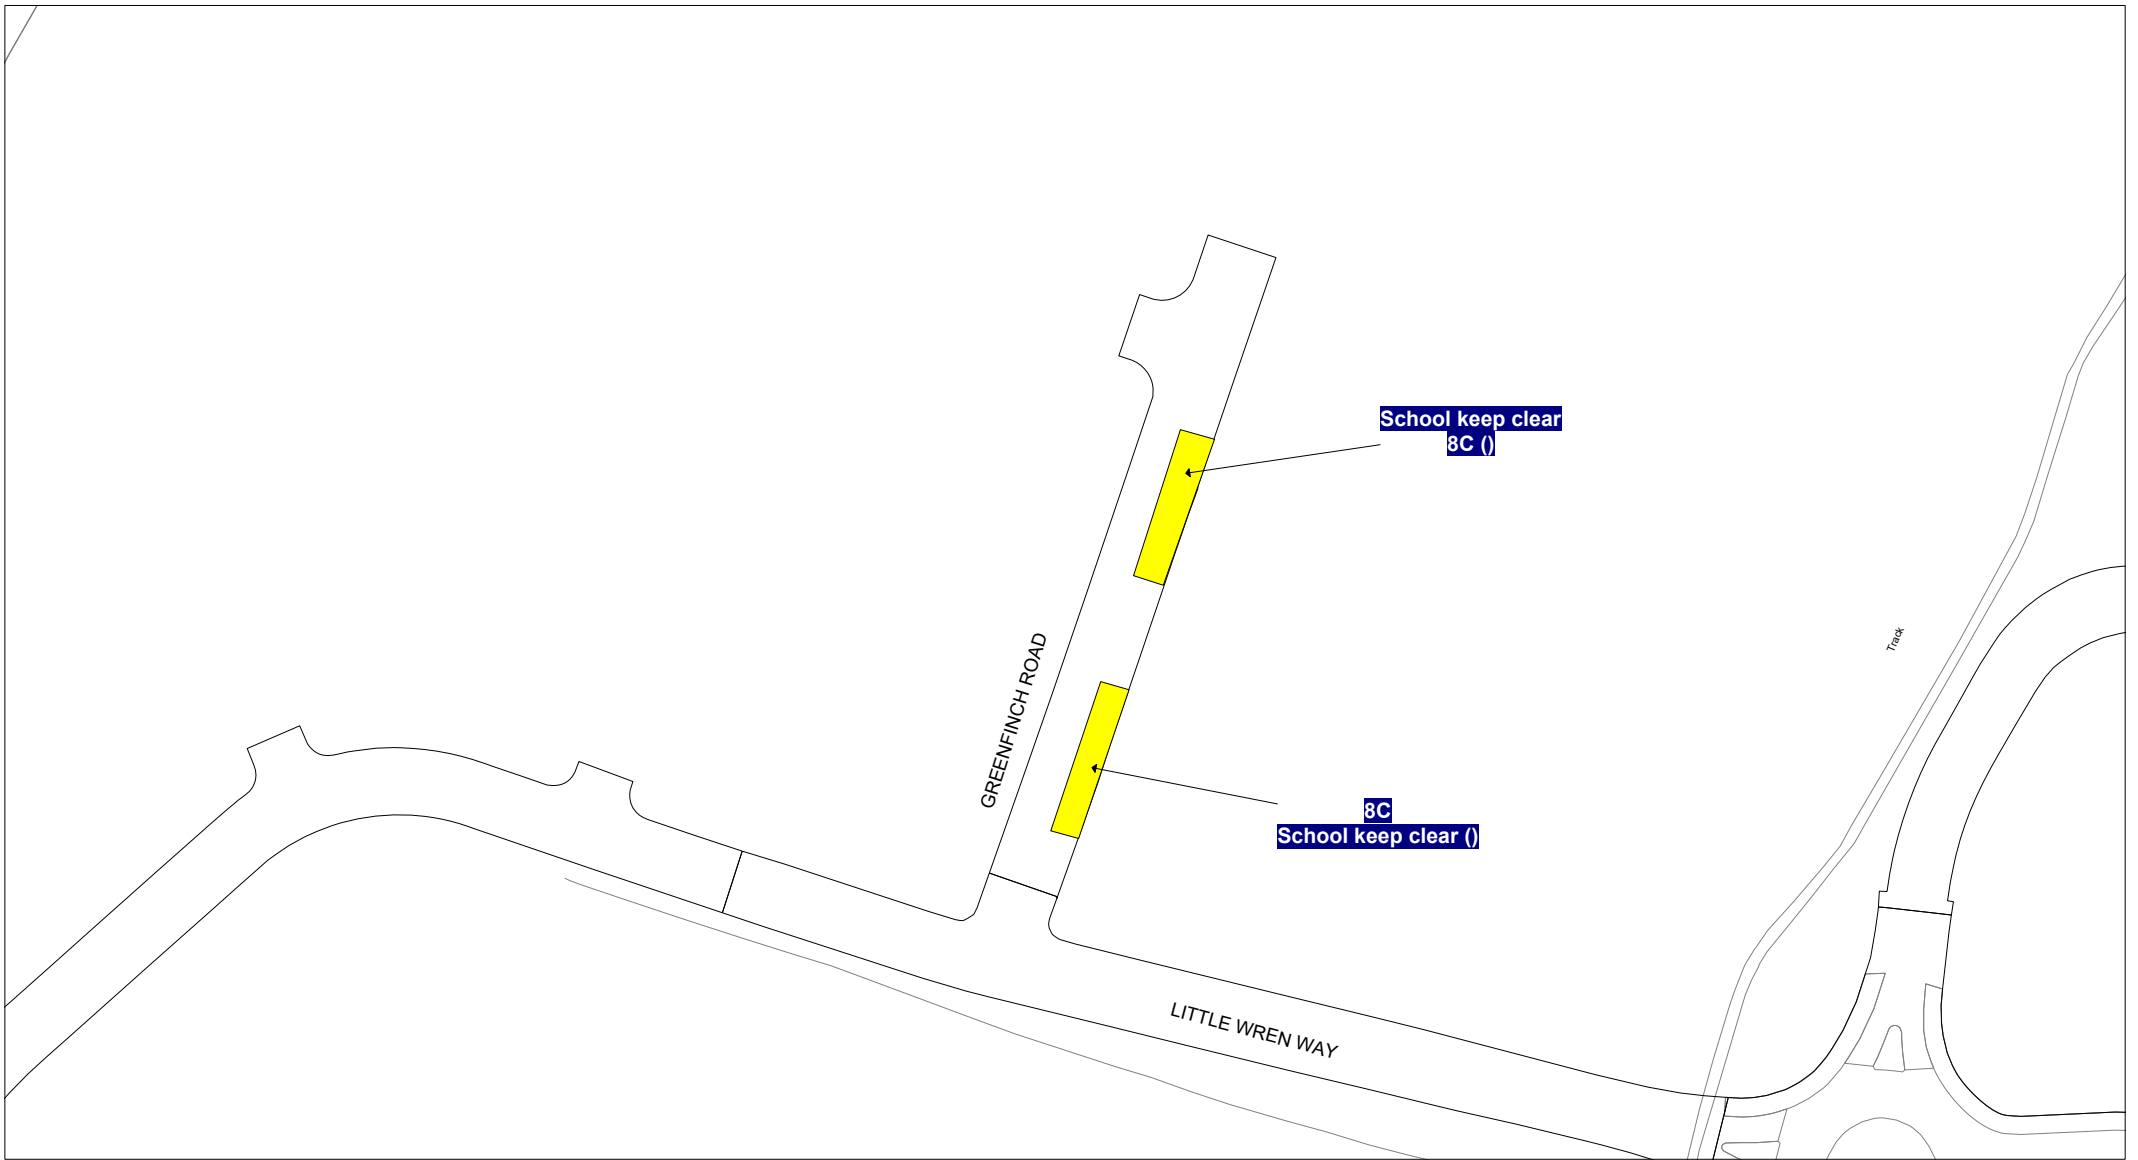 School keep clear
8C ()
Track
GREENFINCH ROAD
8C
School keep clear ()
LITTLE WREN WAY